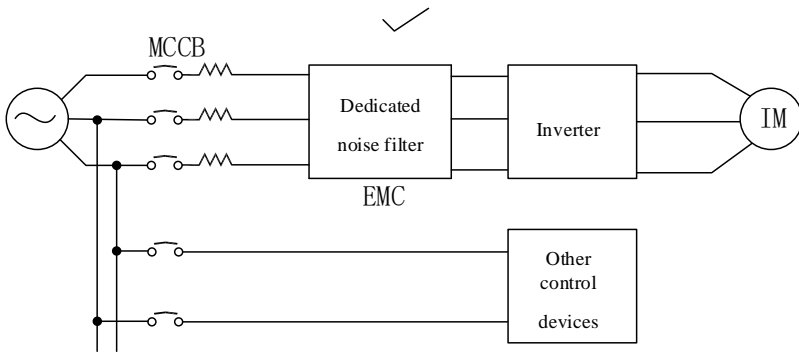 MCCB
Dedicated
noise filter
EMC
Inverter
IM
Other
control
devices